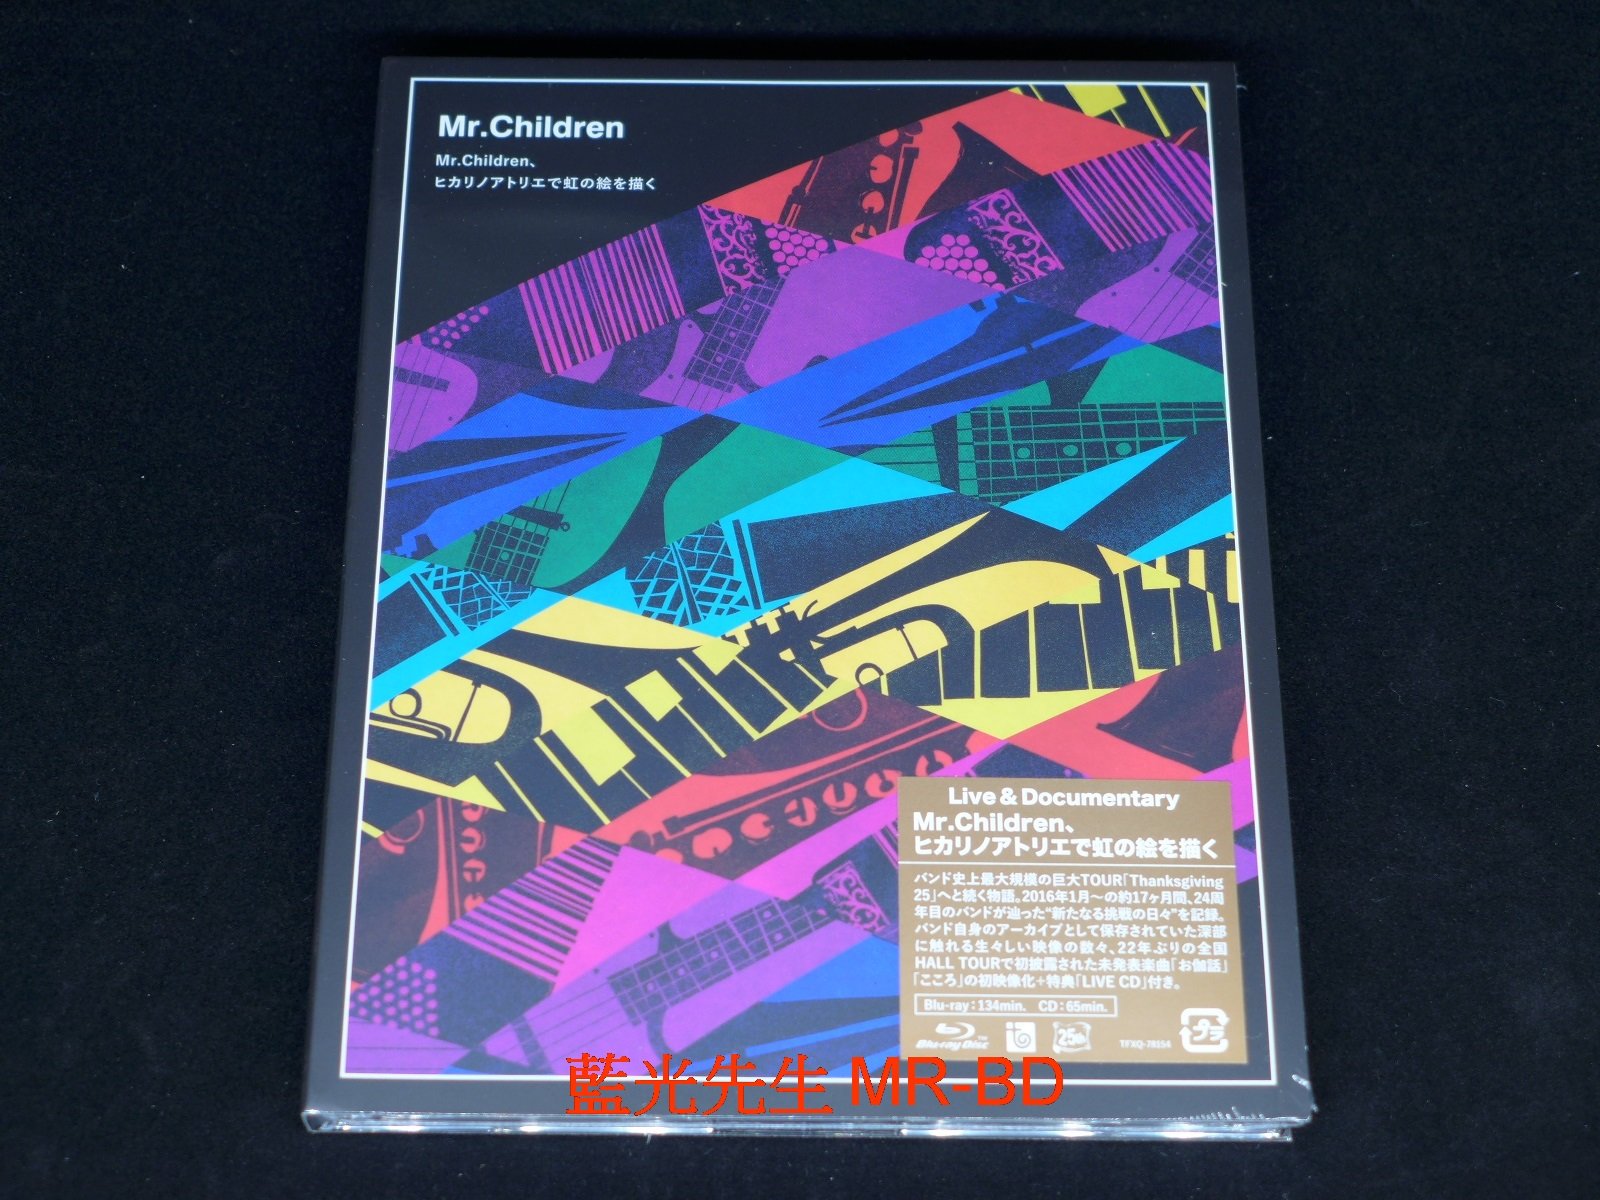 Mr.Children
Mr.Children、
ヒカリノアトリエで虹の絵を描く
Live & Documentary
Mr.Children、
ヒカリノアトリエで虹の絵を描く
バンド史上最大規模の巨大TOUR「Thanksgiving
25」へと続く物語。2016年1月〜の約17ヶ月間、24周
年目のバンドが辿った“新たなる挑戦の日々”を記録。
バンド自身のアーカイブとして保存されていた深部
に触れる生々しい映像の数々、22年ぶりの全国
HALL TOURで初披露された未発表楽曲「お伽話」
「こころ」の初映像化+特典「LIVE CD」付き。
Blu-ray:134min. CD:65min.
Blu-ray Disc™
25th
プラ
TFXQ-78154
藍光先生 MR-BD